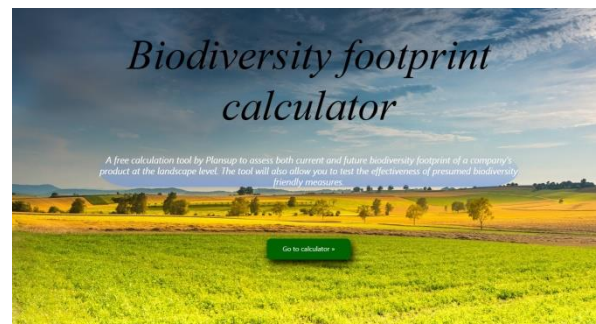 Biodiversity footprint
calculator
A free calculation tool by Plansup to assess both current and future biodiversity footprint of a company's
product at the landscape level. The tool will also allow you to test the effectiveness of presumed biodiversity
friendly measures.
Go to calculator »